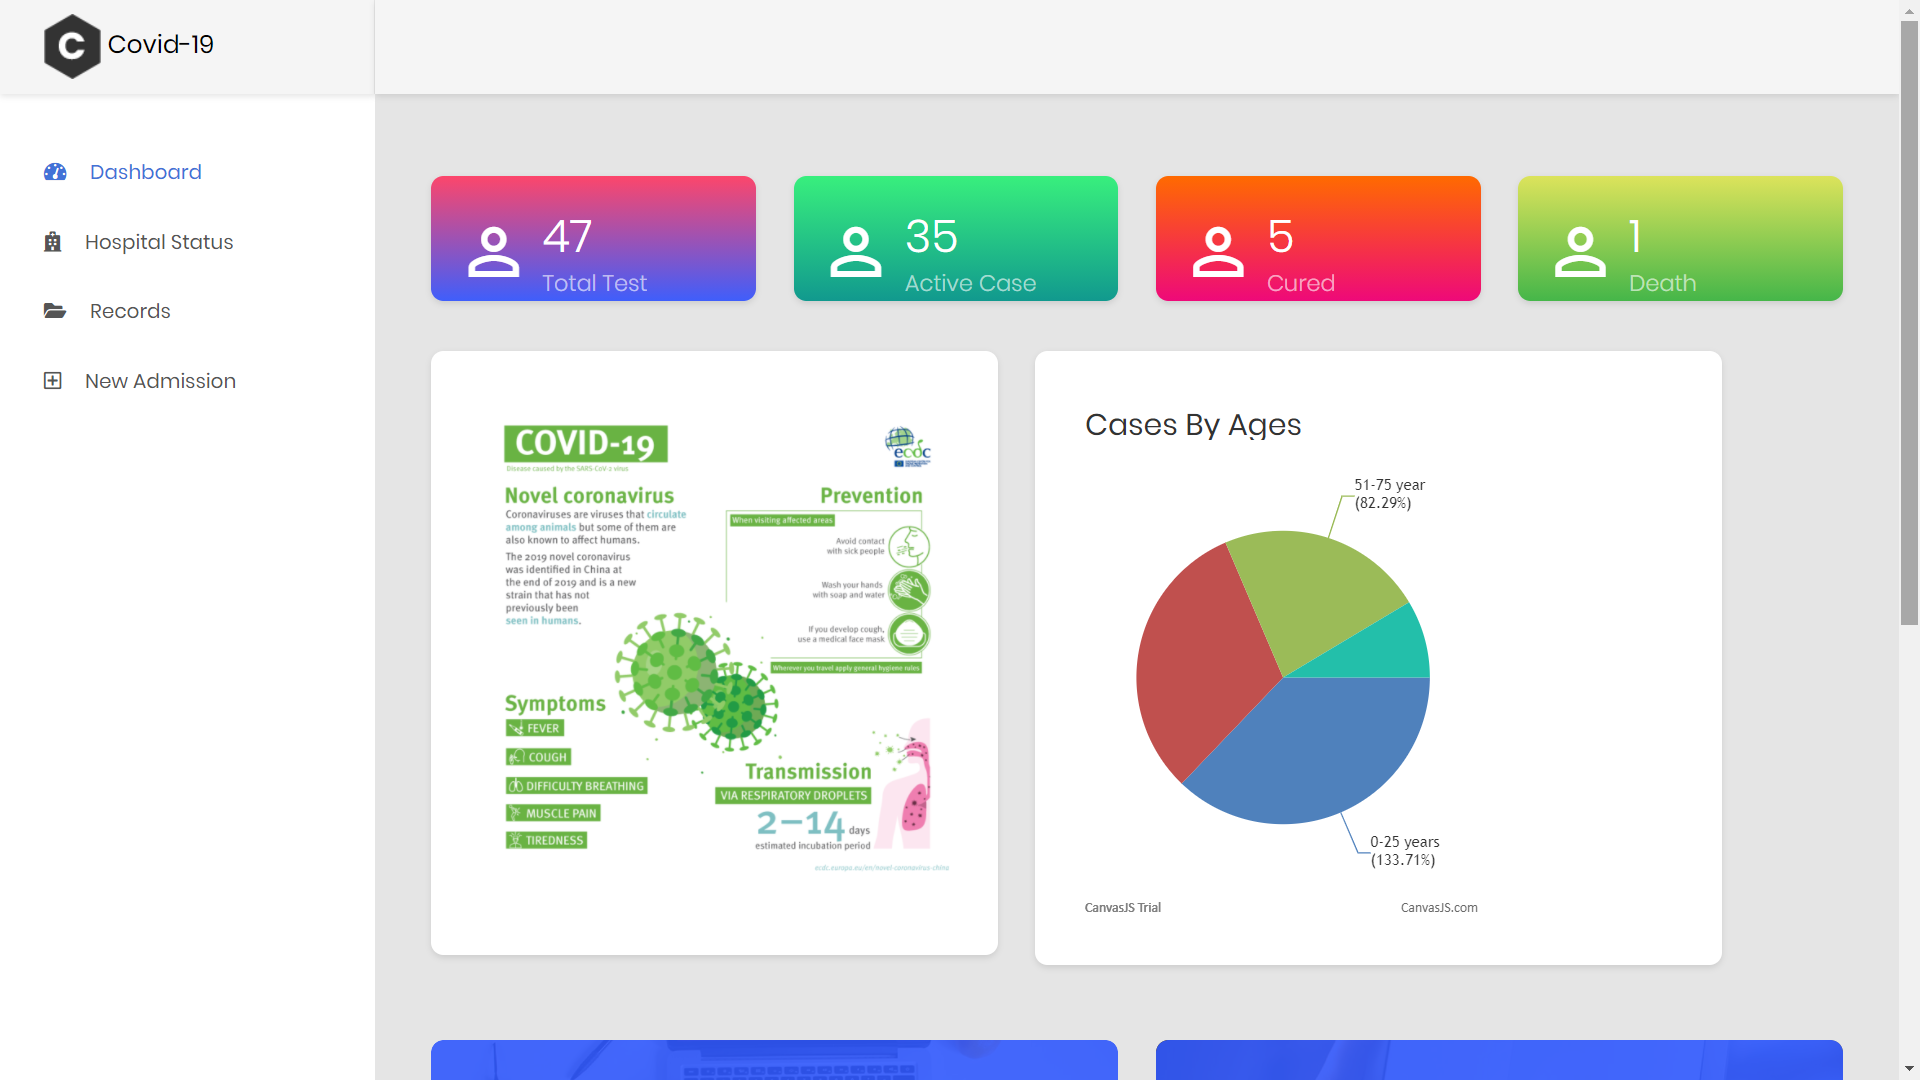 Covid-19
Dashboard
Hospital Status
Records
New Admission
47
Total Test
35
Active Case
5
Cured
1
Death
COVID-19
Disease caused by the SARS-CoV-2 virus
ecdc
Novel coronavirus
Coronaviruses are viruses that circulate
among animals but some of them are
also known to affect humans.
The 2019 novel coronavirus
was identified in China at
the end of 2019 and is a new
strain that has not
previously been
seen in humans.
Prevention
When visiting affected areas
Avoid contact
with sick people
Wash your hands
with soap and water
If you develop cough,
use a medical face mask
Wherever you travel apply general hygiene rules
Symptoms
FEVER
COUGH
DIFFICULTY BREATHING
MUSCLE PAIN
TIREDNESS
Transmission
VIA RESPIRATORY DROPLETS
2–14 days
estimated incubation period
ecdc.europa.eu/en/novel-coronavirus-china
Cases By Ages
51-75 year
(82.29%)
0-25 years
(133.71%)
CanvasJS Trial
CanvasJS.com